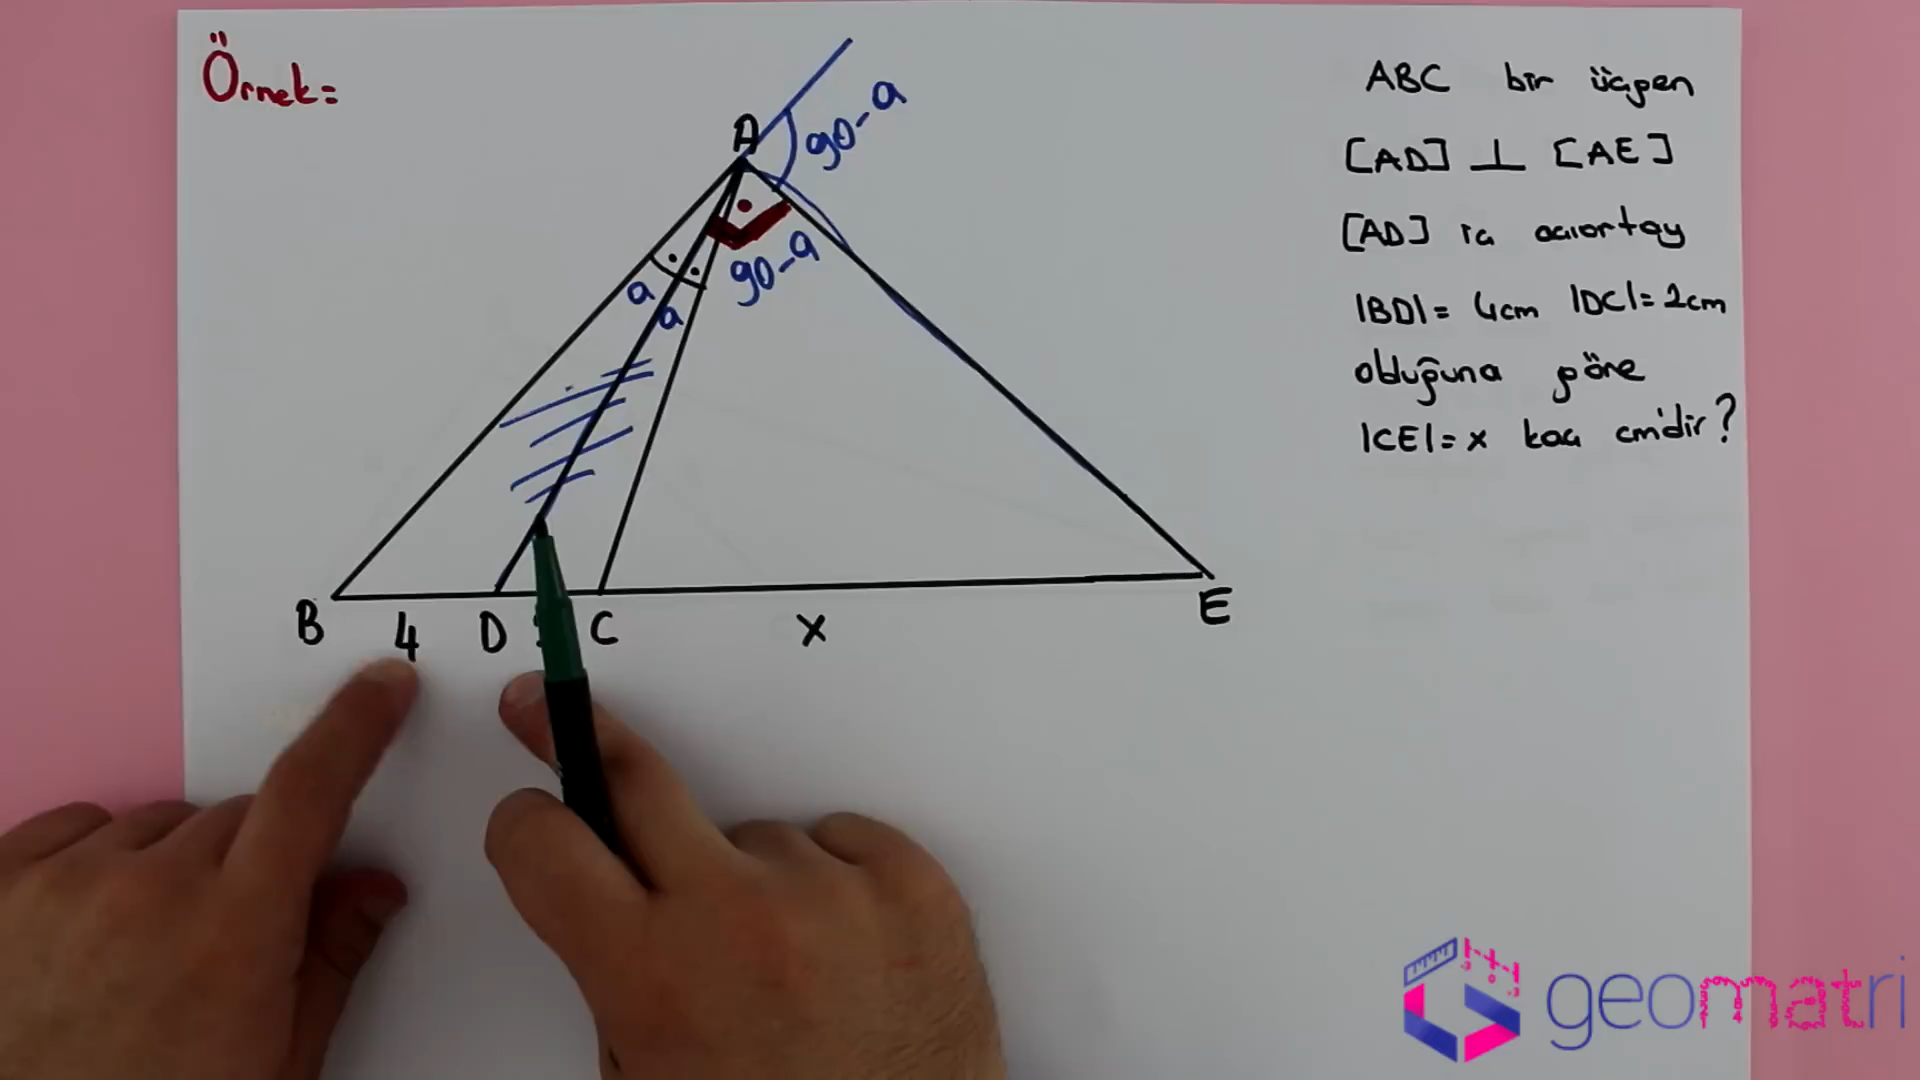 Örnek=
ABC bir üçgen
[AD] ⊥ [AE]
[AD] iç açıortay
|BD|= 4cm |DC|= 2cm
olduğuna göre
|CE|= x kaç cm'dir?
A
90-a
90-a
a
a
B
4
D
C
x
E
geomatri